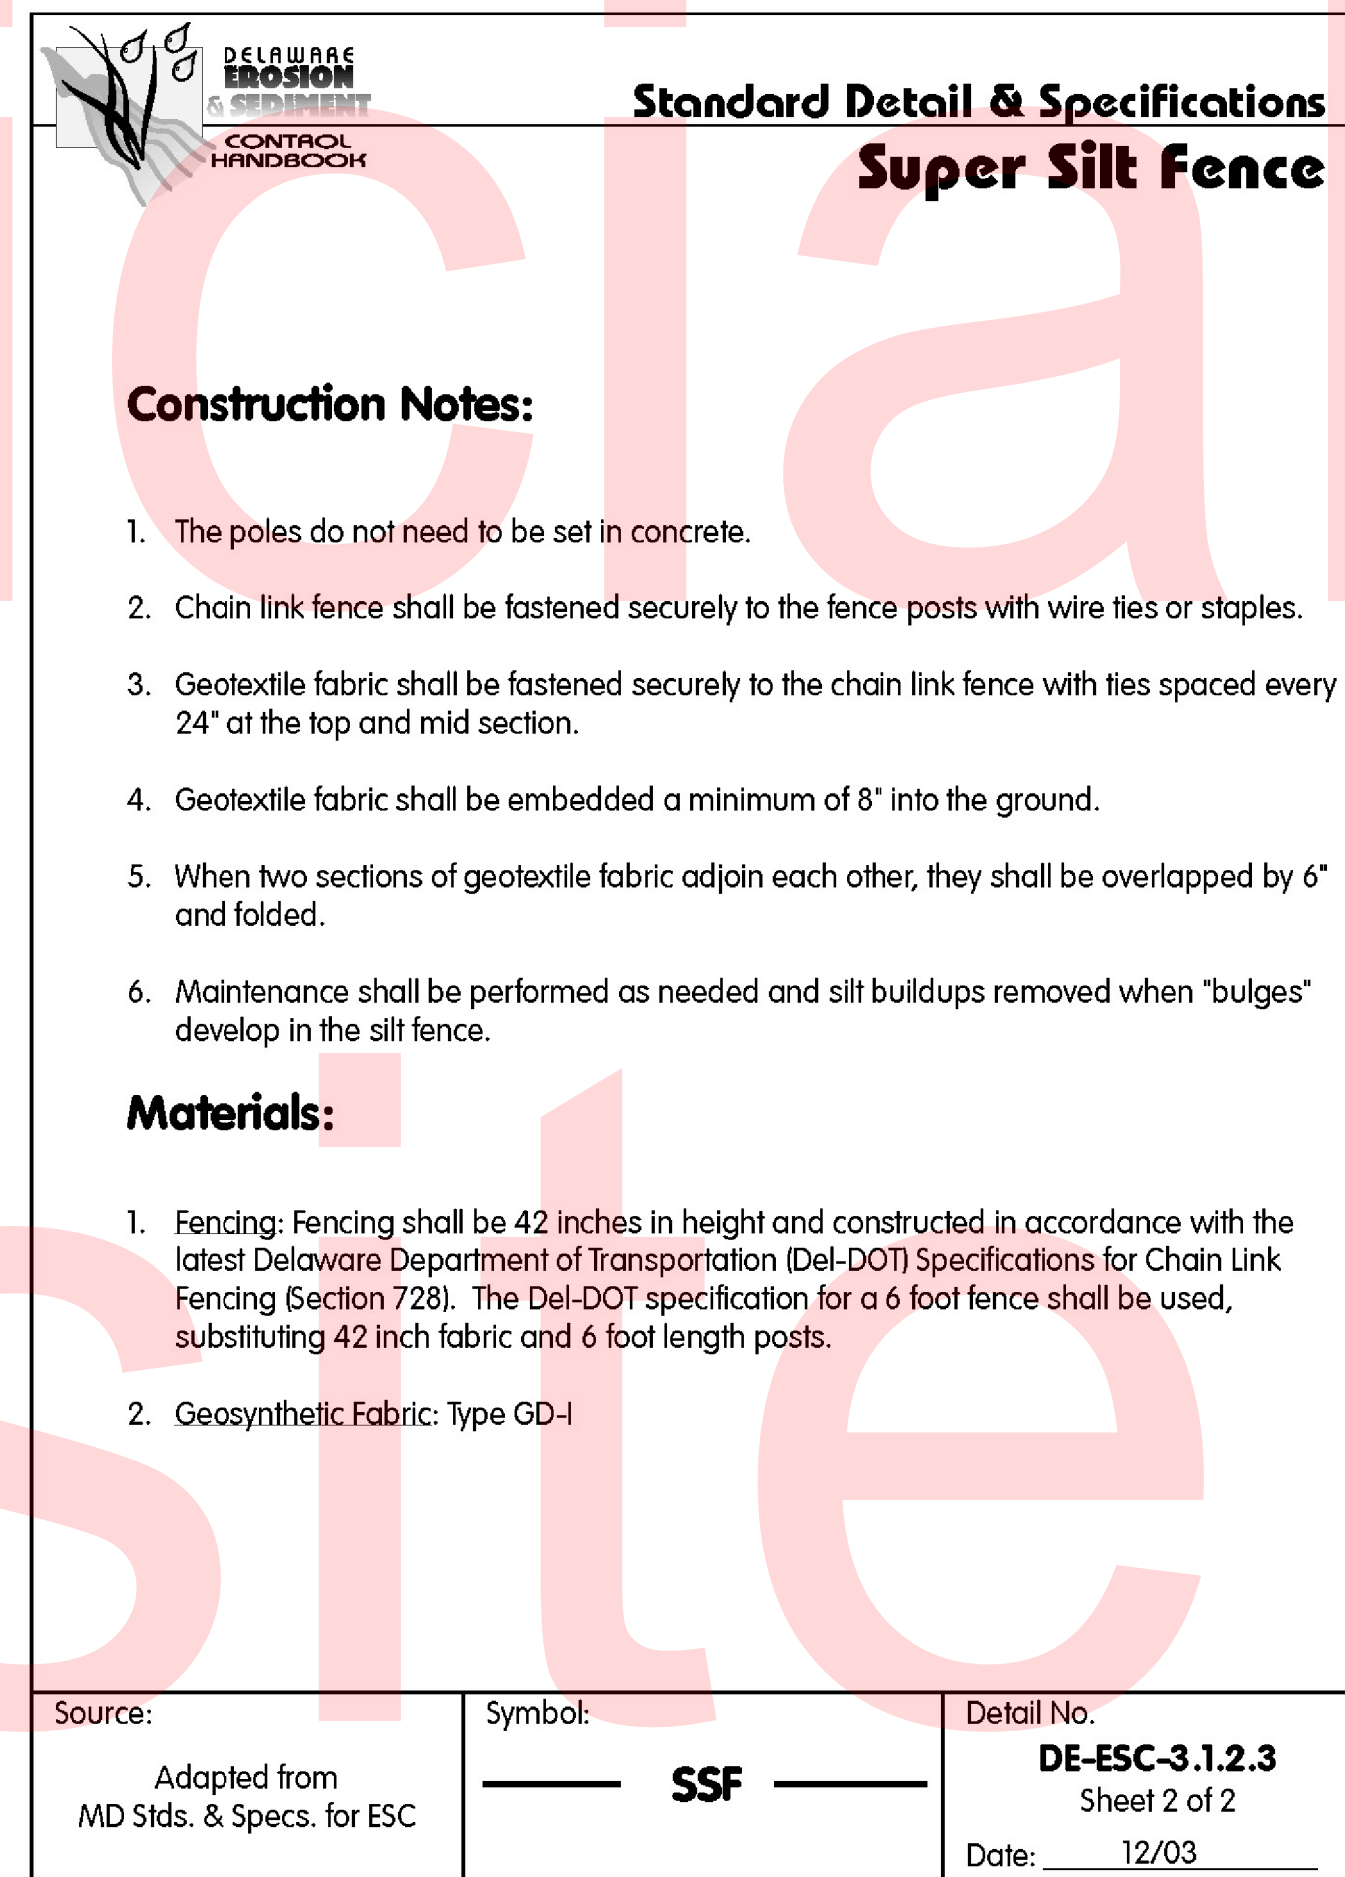 DELAWARE
EROSION
& SEDIMENT
CONTROL
HANDBOOK
Standard Detail & Specifications
Super Silt Fence
Construction Notes:
1. The poles do not need to be set in concrete.
2. Chain link fence shall be fastened securely to the fence posts with wire ties or staples.
3. Geotextile fabric shall be fastened securely to the chain link fence with ties spaced every
24" at the top and mid section.
4. Geotextile fabric shall be embedded a minimum of 8" into the ground.
5. When two sections of geotextile fabric adjoin each other, they shall be overlapped by 6"
and folded.
6. Maintenance shall be performed as needed and silt buildups removed when "bulges"
develop in the silt fence.
Materials:
1. Fencing: Fencing shall be 42 inches in height and constructed in accordance with the
latest Delaware Department of Transportation (Del-DOT) Specifications for Chain Link
Fencing (Section 728). The Del-DOT specification for a 6 foot fence shall be used,
substituting 42 inch fabric and 6 foot length posts.
2. Geosynthetic Fabric: Type GD-I
Source:
Adapted from
MD Stds. & Specs. for ESC
Symbol:
SSF
Detail No.
DE-ESC-3.1.2.3
Sheet 2 of 2
Date: 12/03
icial
site